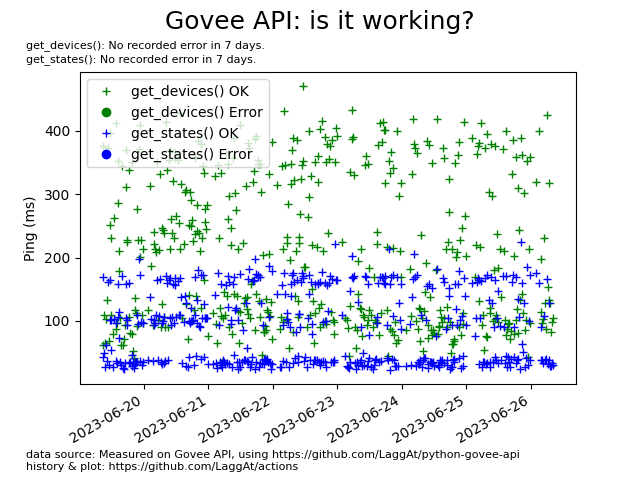 Govee API: is it working?
get_devices(): No recorded error in 7 days.
get_states(): No recorded error in 7 days.
get_devices() OK
get_devices() Error
get_states() OK
get_states() Error
Ping (ms)
400
300
200
100
2023-06-20
2023-06-21
2023-06-22
2023-06-23
2023-06-24
2023-06-25
2023-06-26
data source: Measured on Govee API, using https://github.com/LaggAt/python-govee-api
history & plot: https://github.com/LaggAt/actions